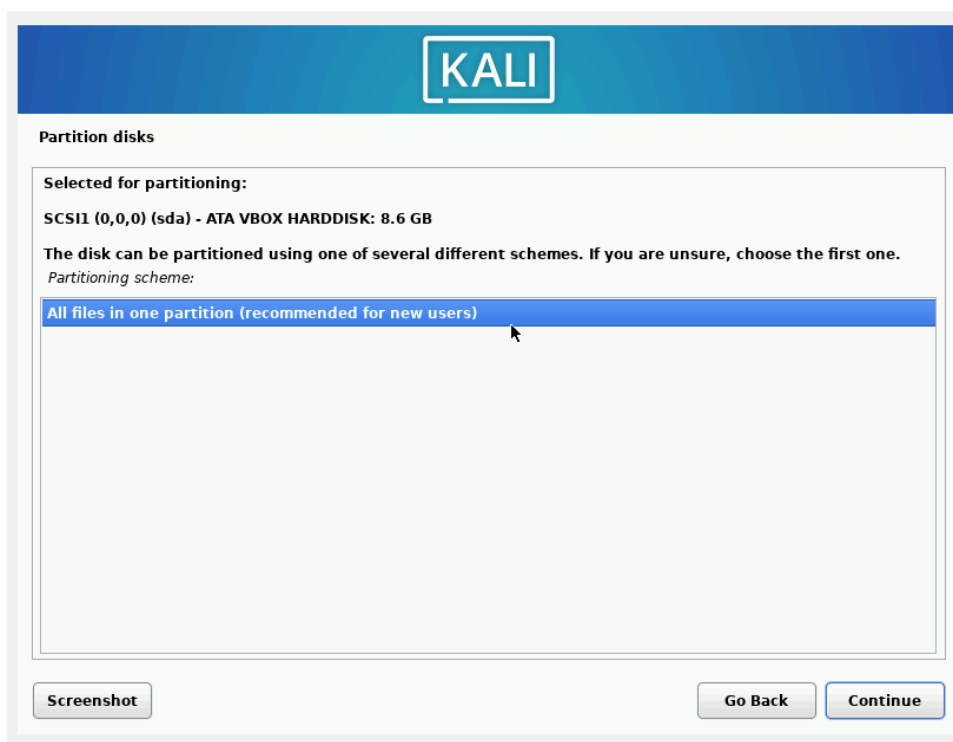 KALI
Partition disks
Selected for partitioning:
SCSI1 (0,0,0) (sda) - ATA VBOX HARDDISK: 8.6 GB
The disk can be partitioned using one of several different schemes. If you are unsure, choose the first one.
Partitioning scheme:
All files in one partition (recommended for new users)
Screenshot
Go Back
Continue